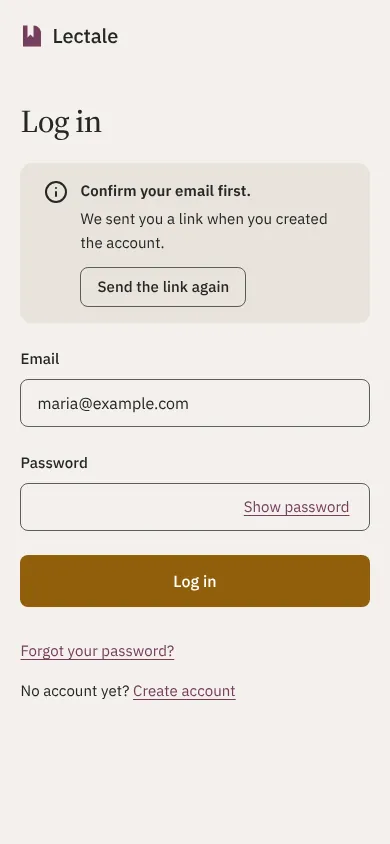 Lectale
Log in
Confirm your email first.
We sent you a link when you created
the account.
Send the link again
Email
maria@example.com
Password
Show password
Log in
Forgot your password?
No account yet? Create account